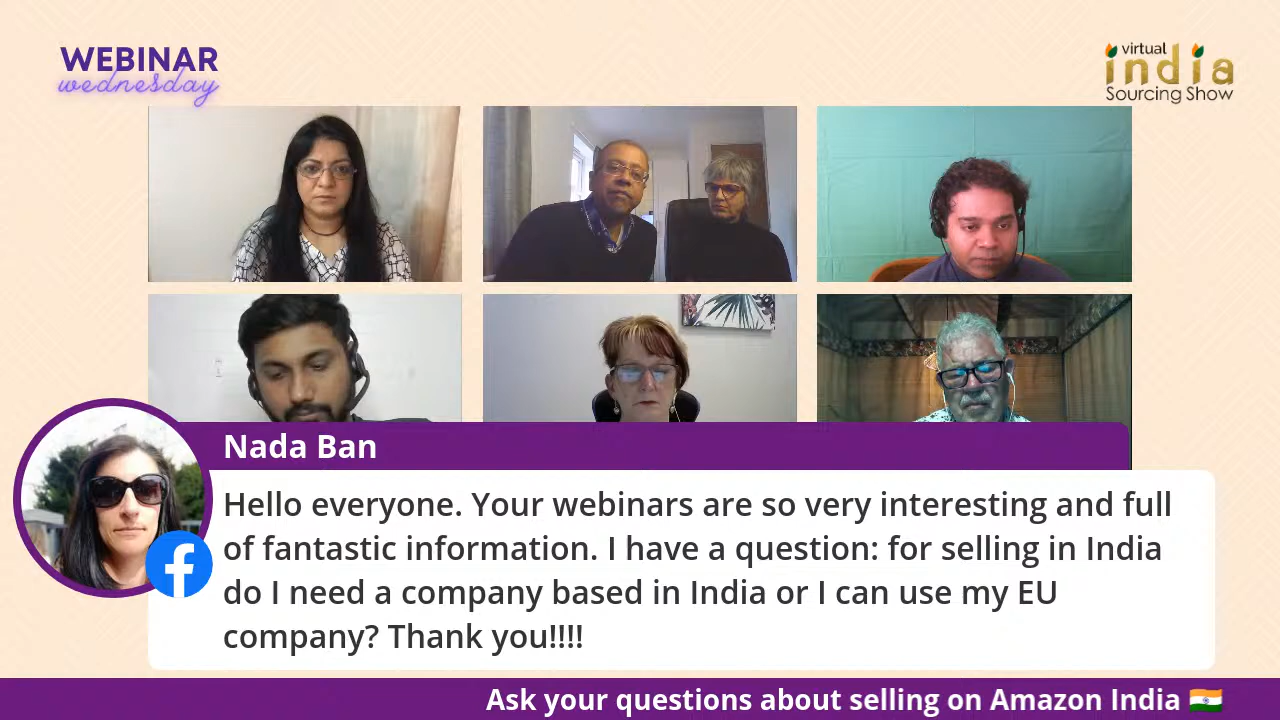 WEBINAR
wednesday
virtual
india
Sourcing Show
Nada Ban
Hello everyone. Your webinars are so very interesting and full
of fantastic information. I have a question: for selling in India
do I need a company based in India or I can use my EU
company? Thank you!!!!
Ask your questions about selling on Amazon India 🇮🇳